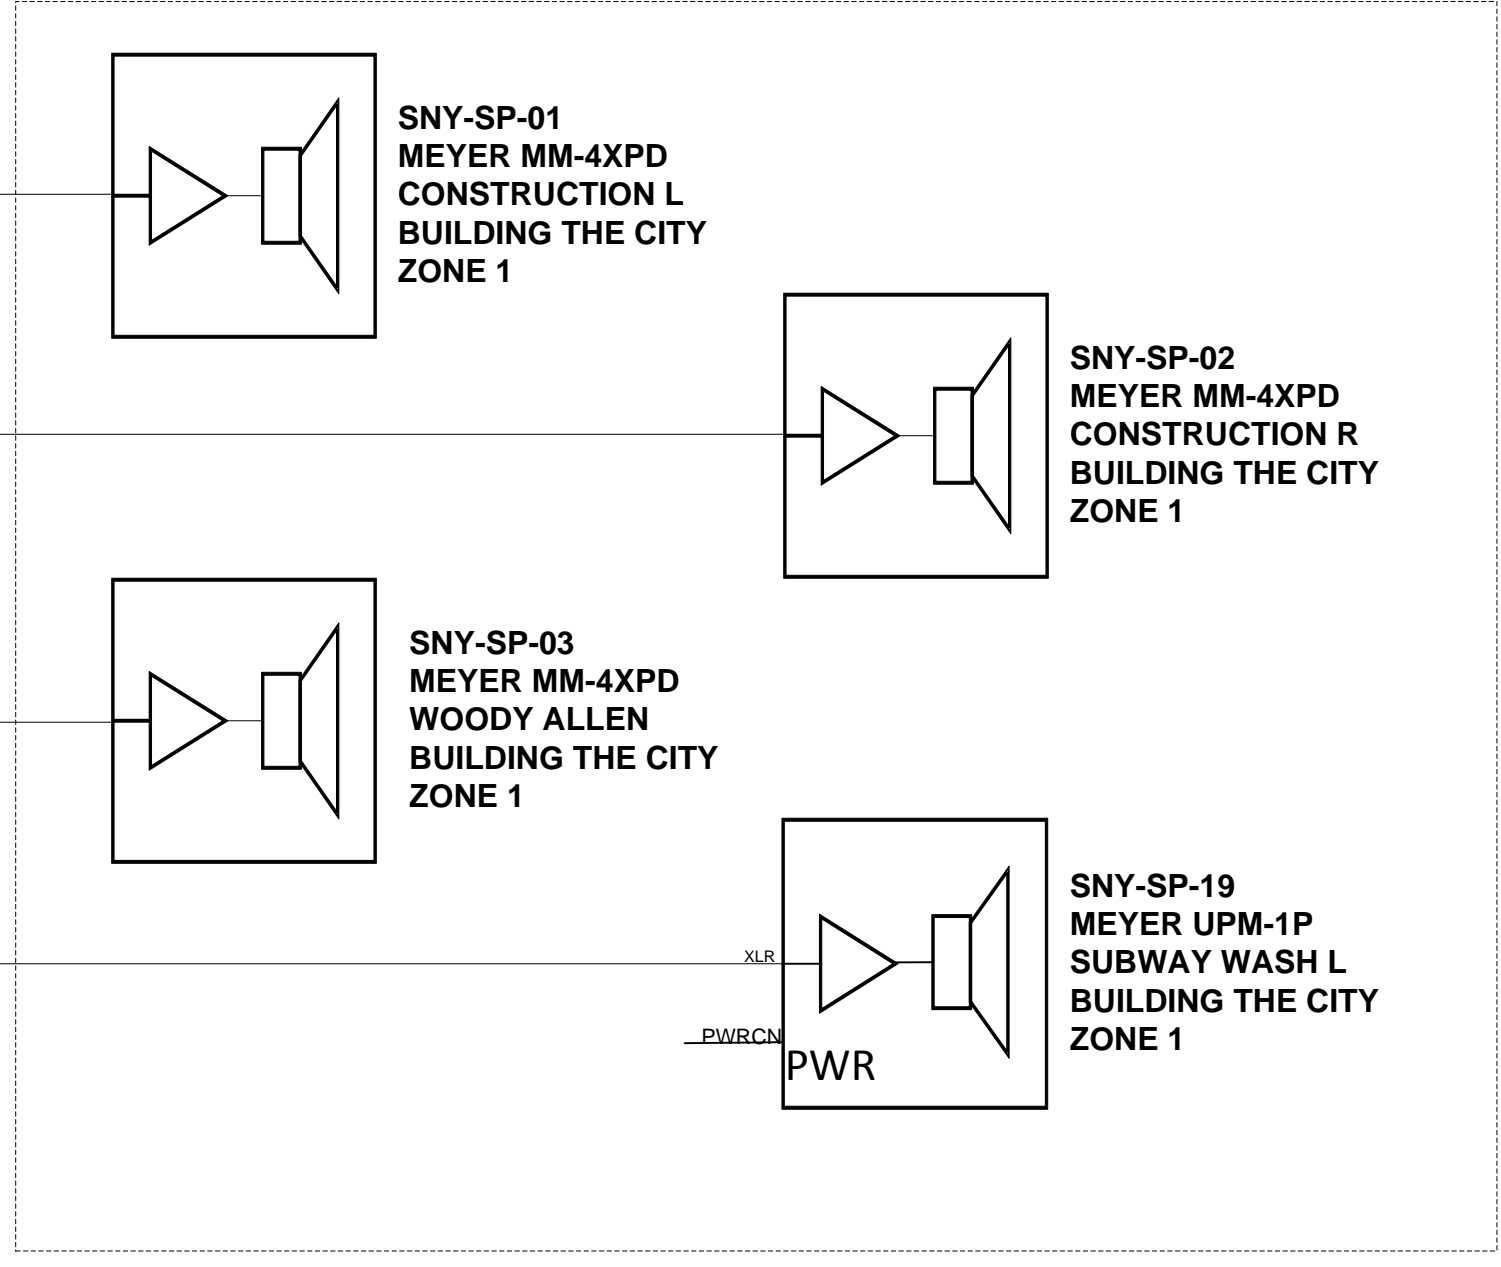 SNY-SP-01
MEYER MM-4XPD
CONSTRUCTION L
BUILDING THE CITY
ZONE 1
SNY-SP-02
MEYER MM-4XPD
CONSTRUCTION R
BUILDING THE CITY
ZONE 1
SNY-SP-03
MEYER MM-4XPD
WOODY ALLEN
BUILDING THE CITY
ZONE 1
SNY-SP-19
MEYER UPM-1P
SUBWAY WASH L
BUILDING THE CITY
ZONE 1
XLR
PWRCN
PWR